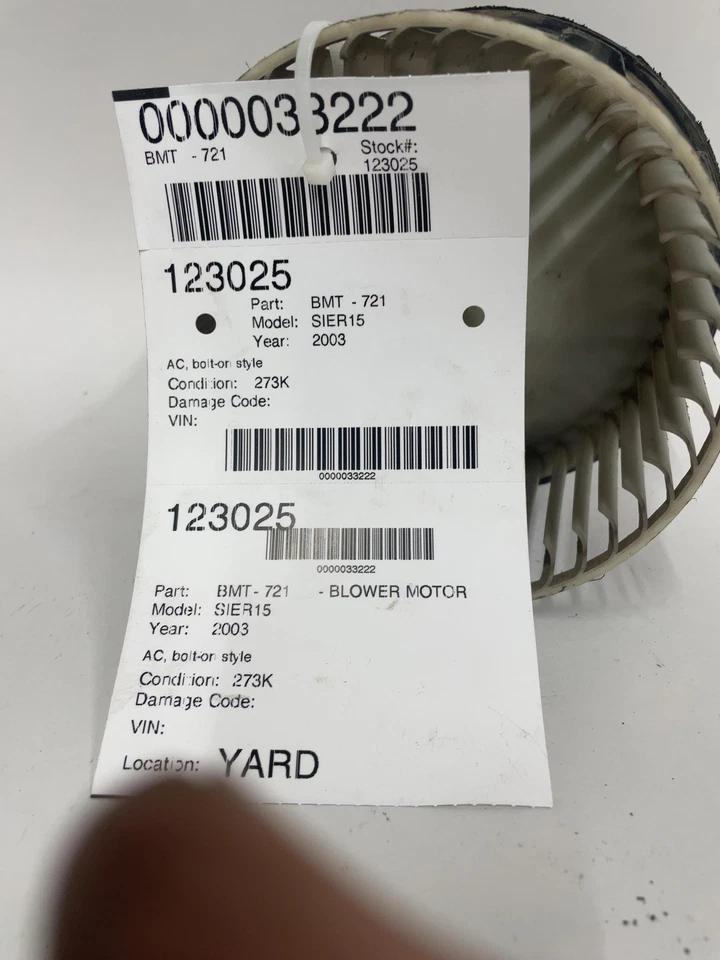 0000033222
BMT - 721
Stock#:
123025
123025
Part: BMT - 721
Model: SIER15
Year: 2003
AC, bolt-on style
Condition: 273K
Damage Code:
VIN:
0000033222
123025
0000033222
Part: BMT - 721 - BLOWER MOTOR
Model: SIER15
Year: 2003
AC, bolt-on style
Condition: 273K
Damage Code:
VIN:
Location: YARD